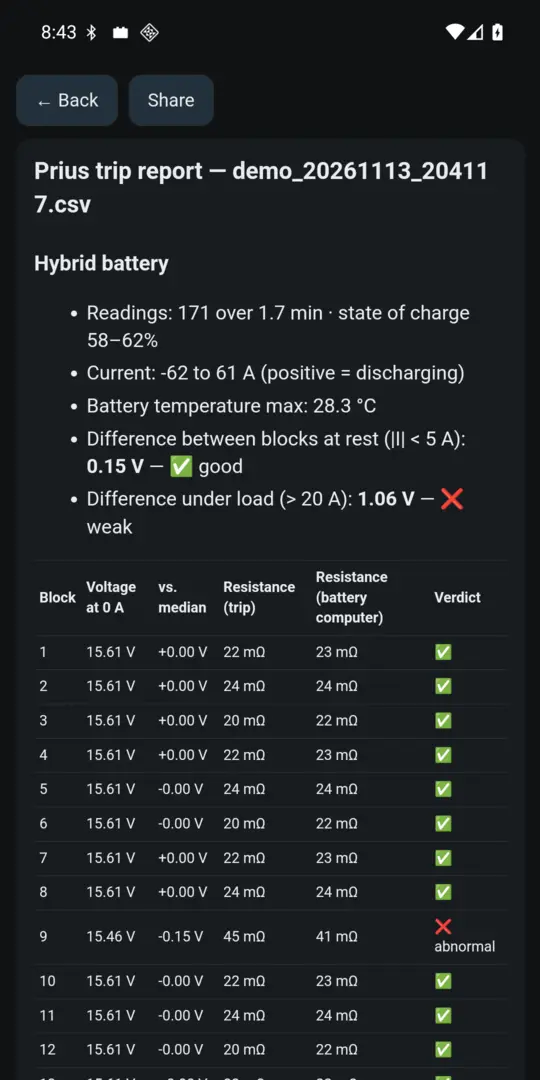 8:43
← Back Share
Prius trip report — demo_20261113_20411
7.csv
Hybrid battery
• Readings: 171 over 1.7 min · state of charge
58–62%
• Current: -62 to 61 A (positive = discharging)
• Battery temperature max: 28.3 °C
• Difference between blocks at rest (|I| < 5 A):
0.15 V — ✅ good
• Difference under load (> 20 A): 1.06 V — ❌
weak
Block Voltage at 0 A vs. median Resistance (trip) Resistance (battery computer) Verdict
1 15.61 V +0.00 V 22 mΩ 23 mΩ ✅
2 15.61 V +0.00 V 24 mΩ 24 mΩ ✅
3 15.61 V +0.00 V 20 mΩ 22 mΩ ✅
4 15.61 V +0.00 V 22 mΩ 23 mΩ ✅
5 15.61 V -0.00 V 24 mΩ 24 mΩ ✅
6 15.61 V -0.00 V 20 mΩ 22 mΩ ✅
7 15.61 V +0.00 V 22 mΩ 23 mΩ ✅
8 15.61 V +0.00 V 24 mΩ 24 mΩ ✅
9 15.46 V -0.15 V 45 mΩ 41 mΩ ❌ abnormal
10 15.61 V -0.00 V 22 mΩ 23 mΩ ✅
11 15.61 V -0.00 V 24 mΩ 24 mΩ ✅
12 15.61 V -0.00 V 20 mΩ 22 mΩ ✅